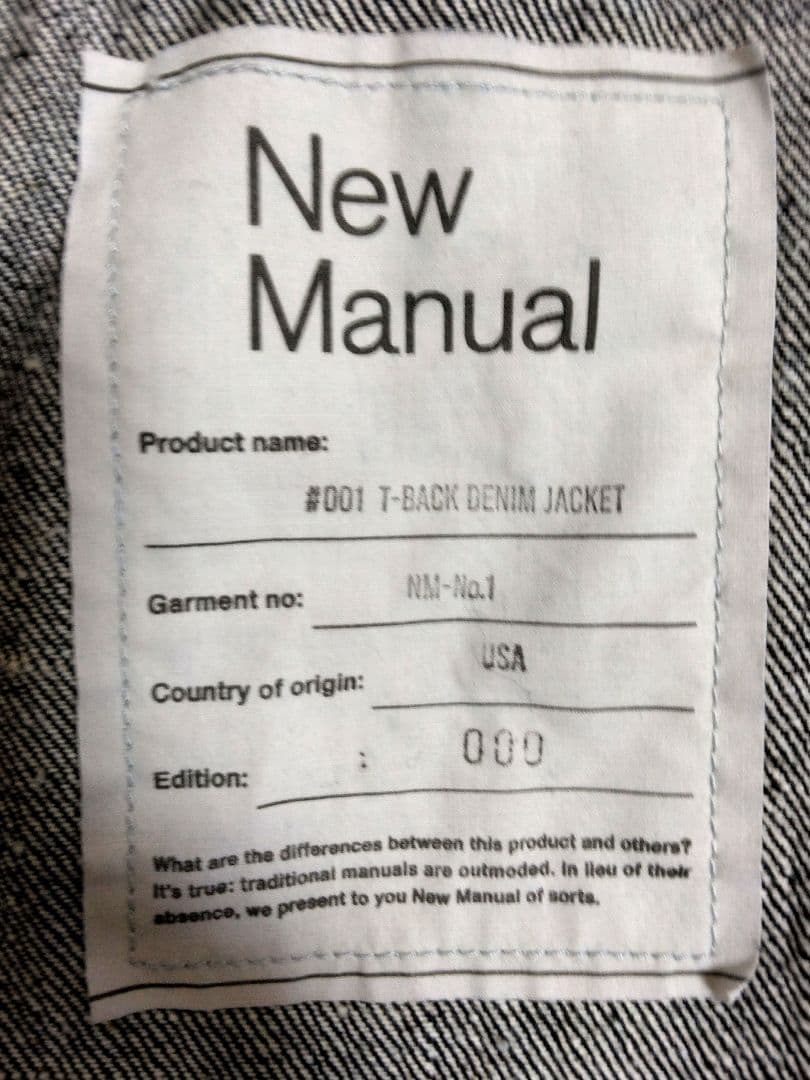 New
Manual
Product name:
#001 T-BACK DENIM JACKET
Garment no: NM-No.1
Country of origin: USA
Edition: : 000
What are the differences between this product and others?
It's true: traditional manuals are outmoded. In lieu of their
absence, we present to you New Manual of sorts.